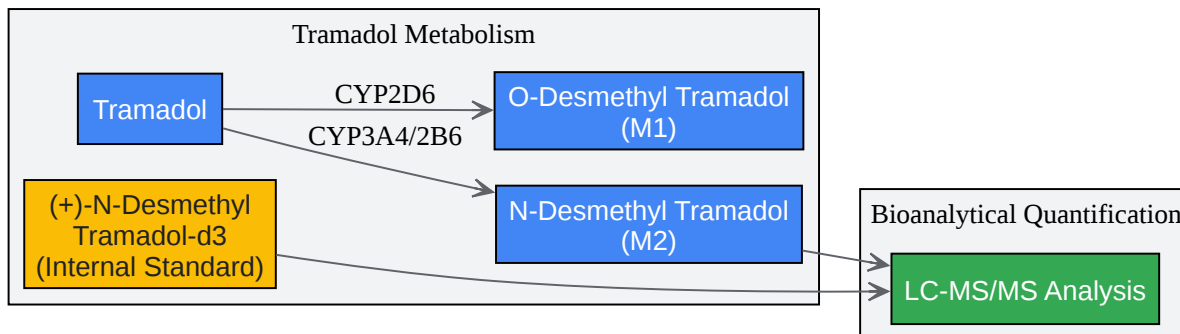 Tramadol Metabolism
Tramadol
CYP2D6
O-Desmethyl Tramadol
(M1)
CYP3A4/2B6
(+)-N-Desmethyl
Tramadol-d3
(Internal Standard)
N-Desmethyl Tramadol
(M2)
Bioanalytical Quantification
LC-MS/MS Analysis